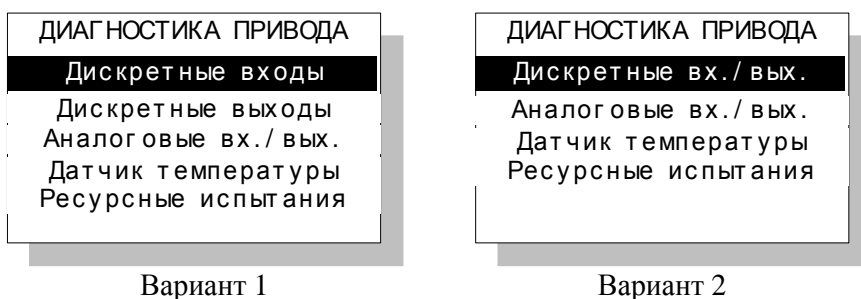 ДИАГНОСТИКА ПРИВОДА
Дискретные входы
Дискретные выходы
Аналоговые вх./вых.
Датчик температуры
Ресурсные испытания
Вариант 1
ДИАГНОСТИКА ПРИВОДА
Дискретные вх./вых.
Аналоговые вх./вых.
Датчик температуры
Ресурсные испытания
Вариант 2